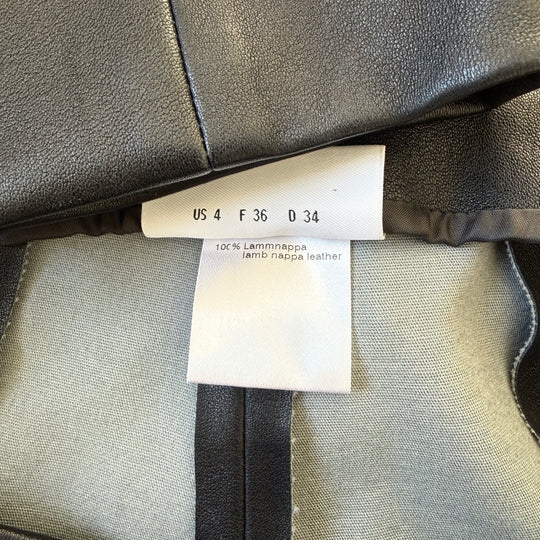 US 4 F 36 D 34
100% Lammnappa
lamb nappa leather